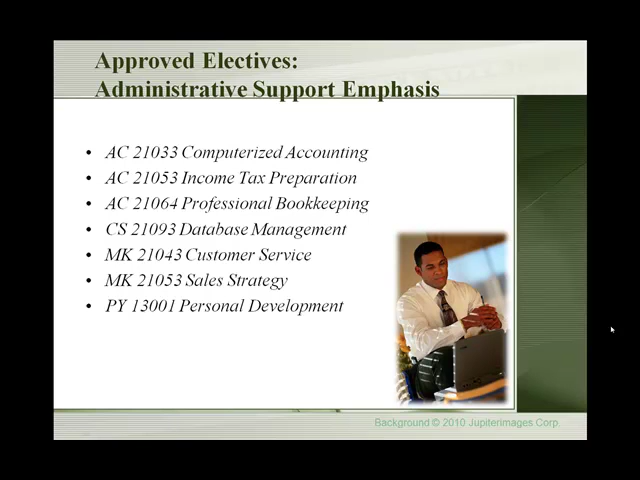 Approved Electives:
Administrative Support Emphasis
• AC 21033 Computerized Accounting
• AC 21053 Income Tax Preparation
• AC 21064 Professional Bookkeeping
• CS 21093 Database Management
• MK 21043 Customer Service
• MK 21053 Sales Strategy
• PY 13001 Personal Development
Background © 2010 Jupiterimages Corp.